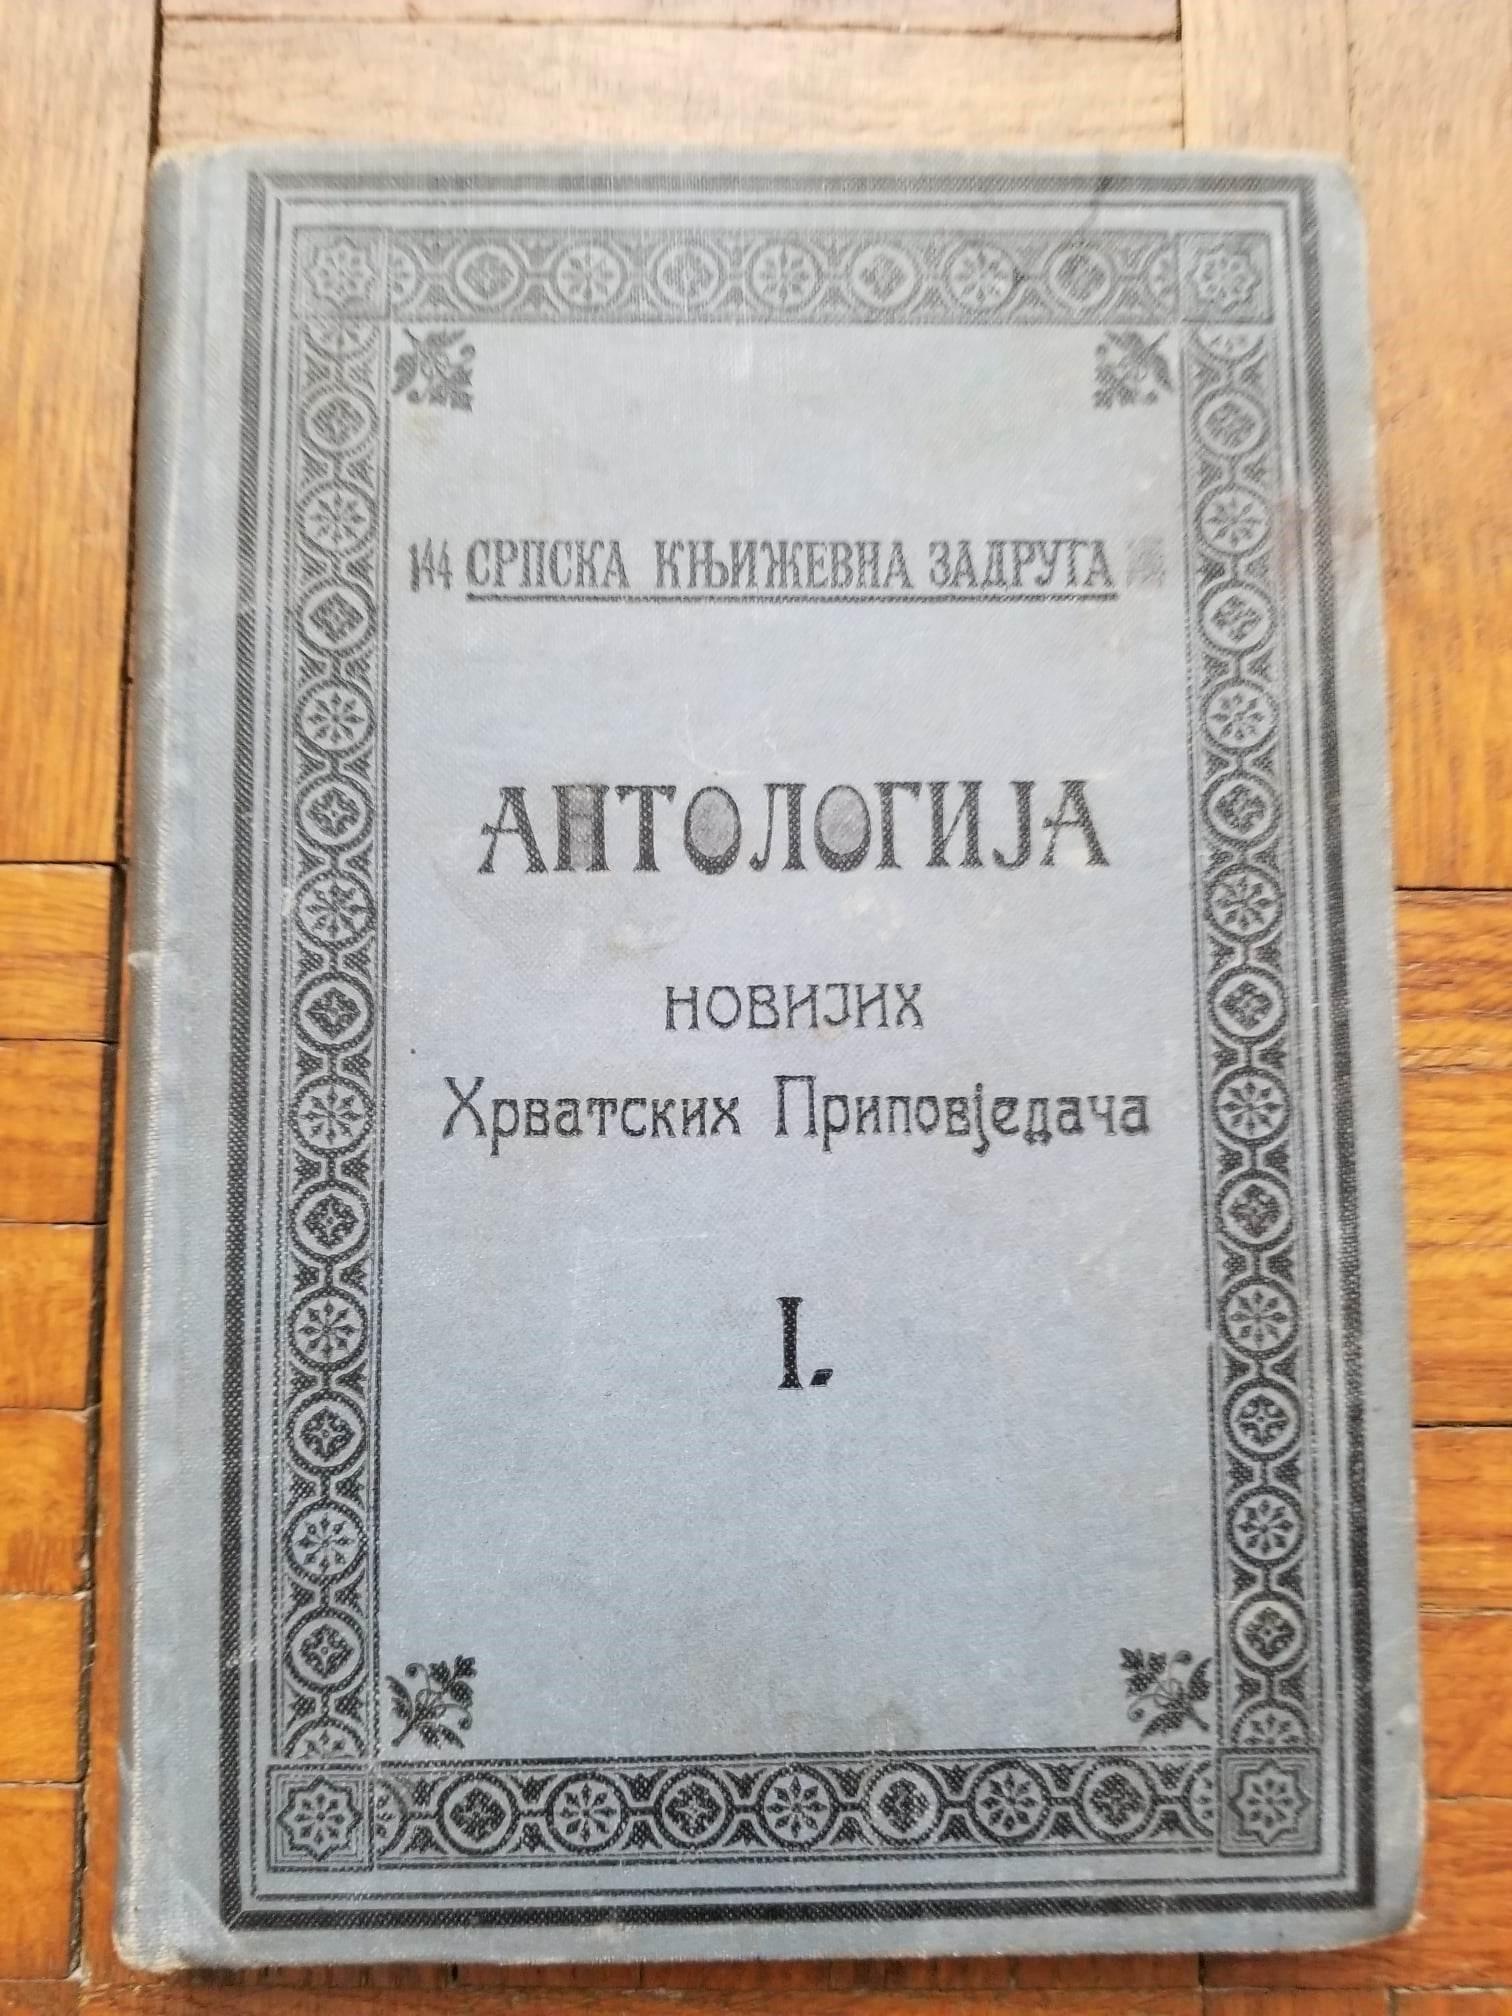 144 СРПСКА КЊИЖЕВНА ЗАДРУГА
АНТОЛОГИЈА
НОВИЈИХ
Хрватских Приповједача
I.